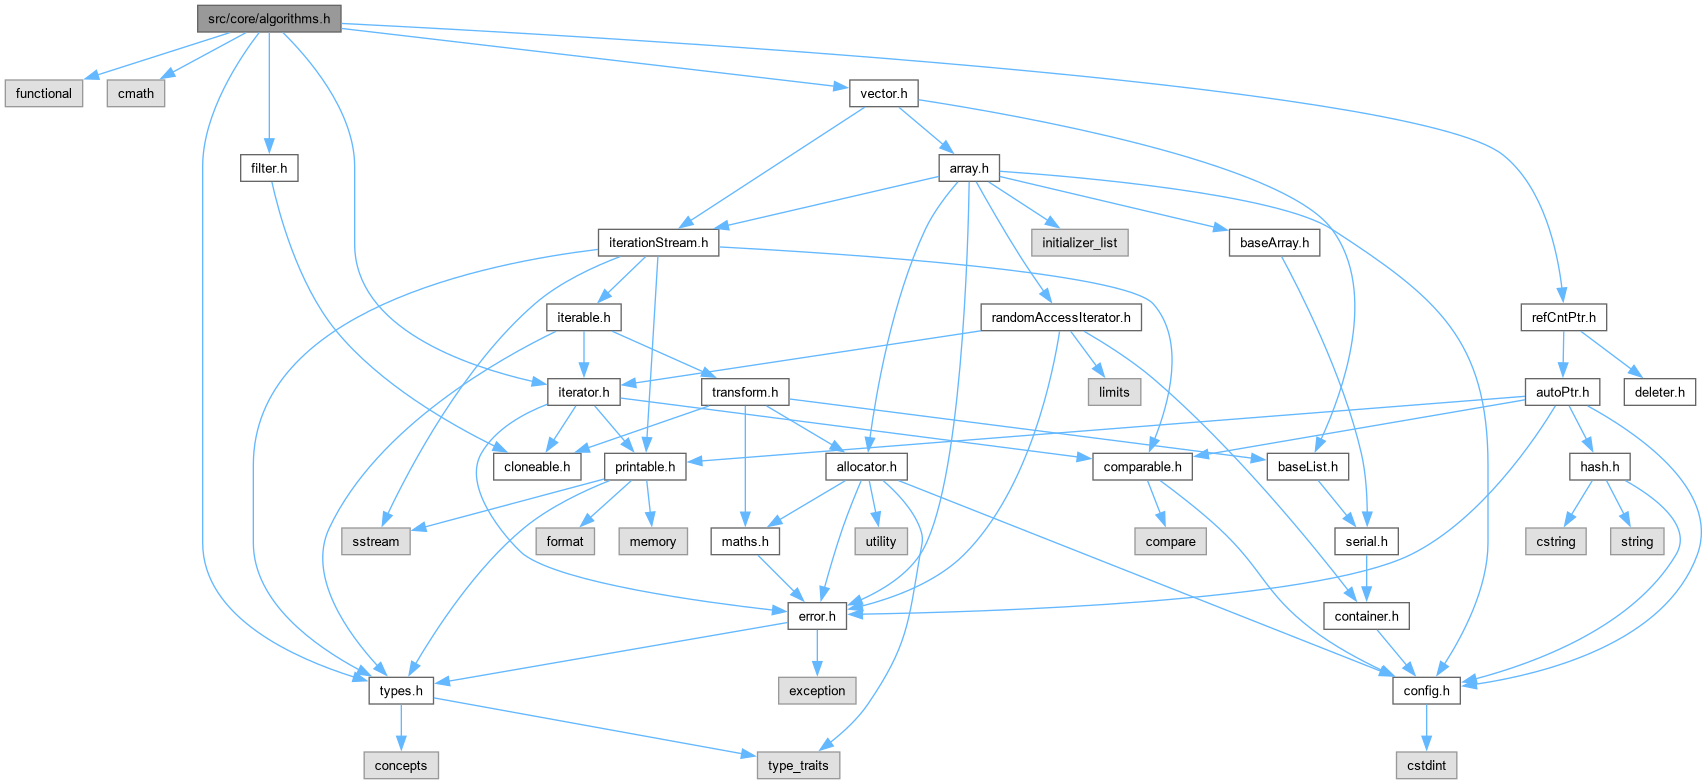 src/core/algorithms.h
functional
cmath
vector.h
filter.h
array.h
iterationStream.h
initializer_list
baseArray.h
iterable.h
randomAccessIterator.h
refCntPtr.h
iterator.h
transform.h
limits
autoPtr.h
deleter.h
cloneable.h
printable.h
allocator.h
comparable.h
baseList.h
hash.h
sstream
format
memory
maths.h
utility
compare
serial.h
cstring
string
error.h
container.h
types.h
exception
config.h
concepts
type_traits
cstdint